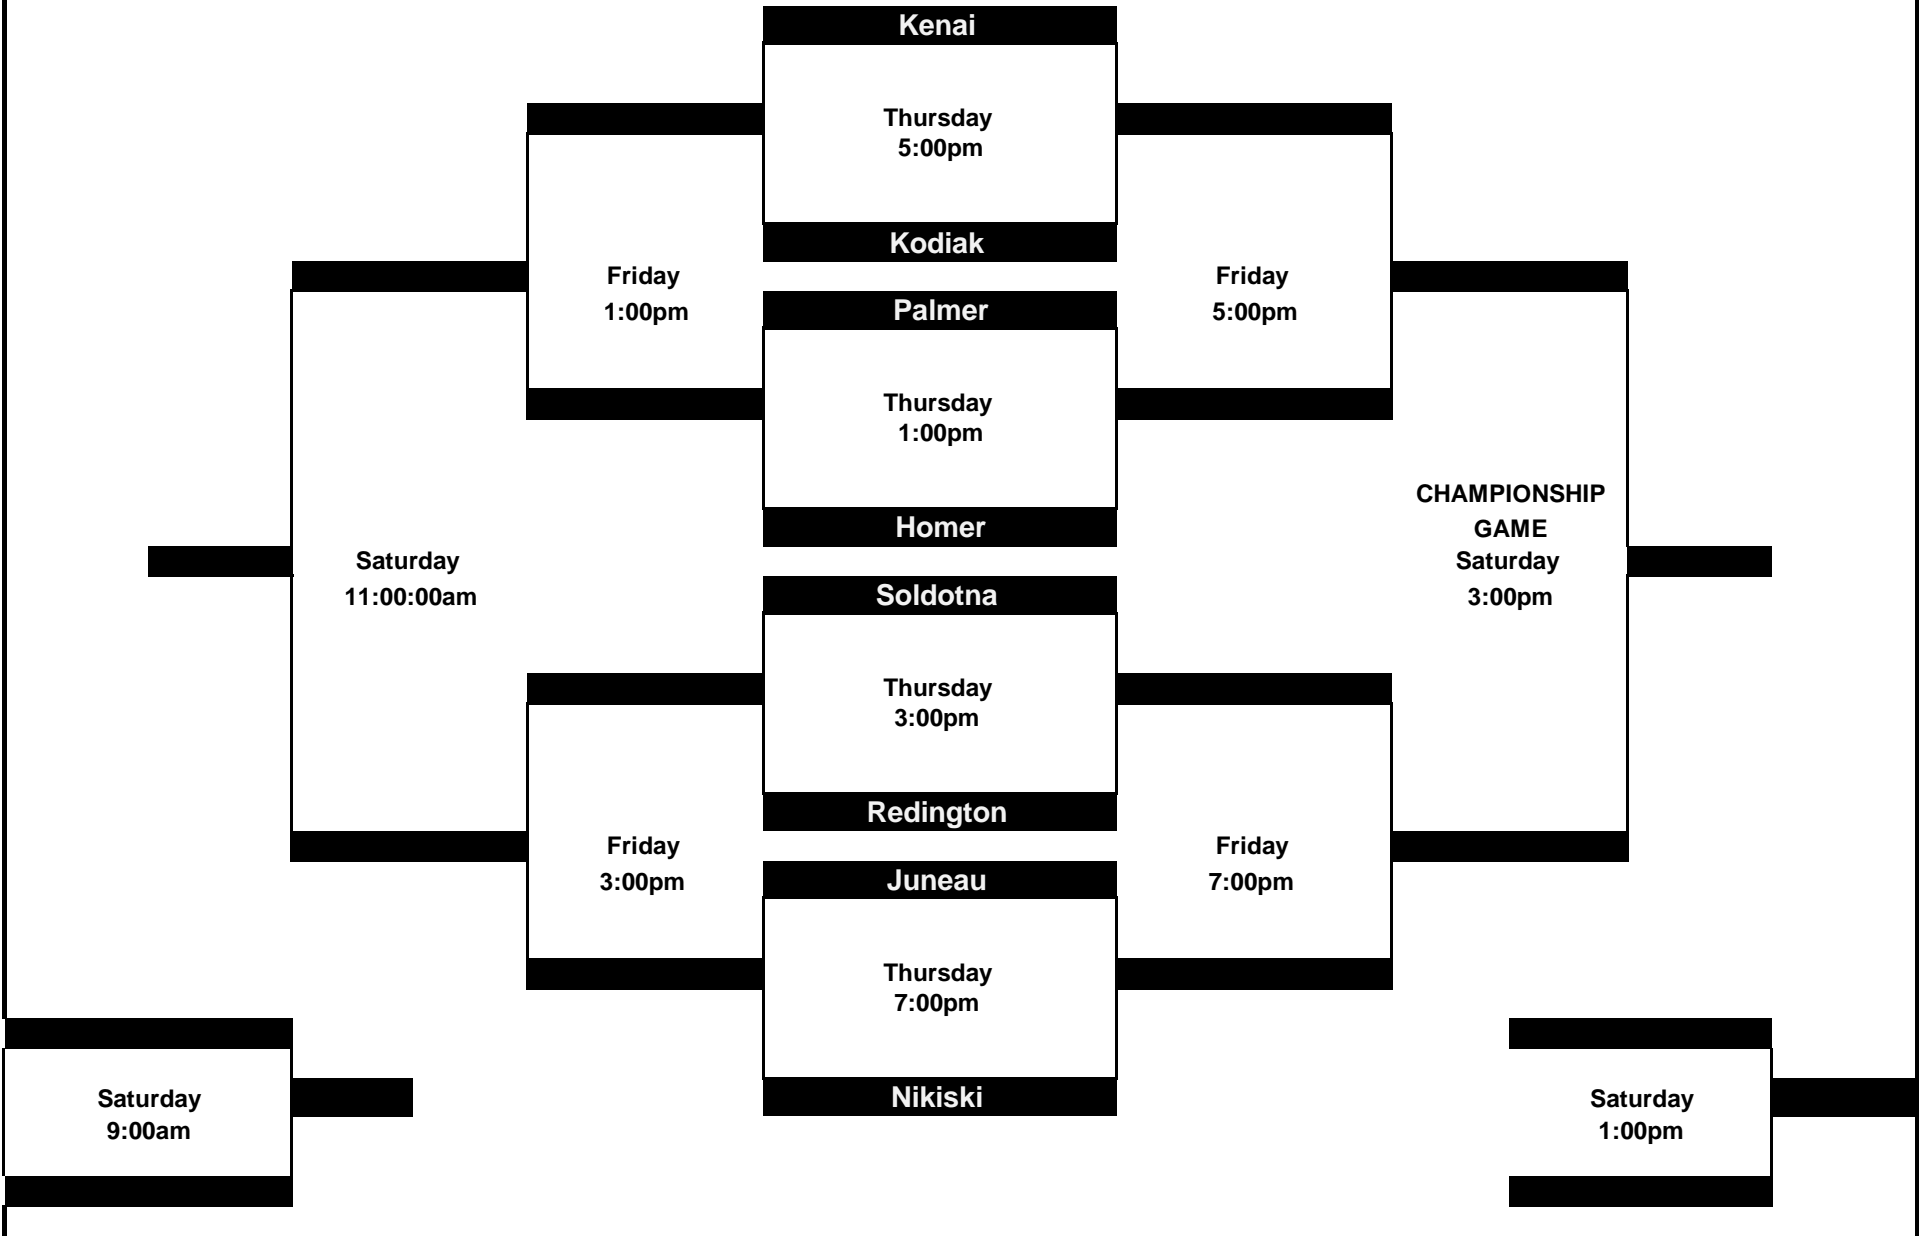 Kenai
Thursday
5:00pm
Kodiak
Friday
1:00pm
Friday
5:00pm
Palmer
Thursday
1:00pm
Homer
CHAMPIONSHIP
GAME
Saturday
3:00pm
Saturday
11:00:00am
Soldotna
Thursday
3:00pm
Redington
Friday
3:00pm
Friday
7:00pm
Juneau
Thursday
7:00pm
Nikiski
Saturday
9:00am
Saturday
1:00pm